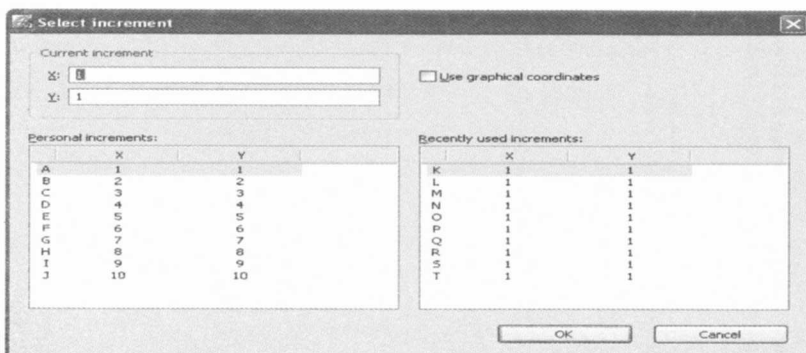 Select increment
Current increment
X:
Y: 1
Use graphical coordinates
Personal increments:
X Y
A 1 1
B 2 2
C 3 3
D 4 4
E 5 5
F 6 6
G 7 7
H 8 8
I 9 9
J 10 10
Recently used increments:
X Y
K 1 1
L 1 1
M 1 1
N 1 1
O 1 1
P 1 1
Q 1 1
R 1 1
S 1 1
T 1 1
OK Cancel